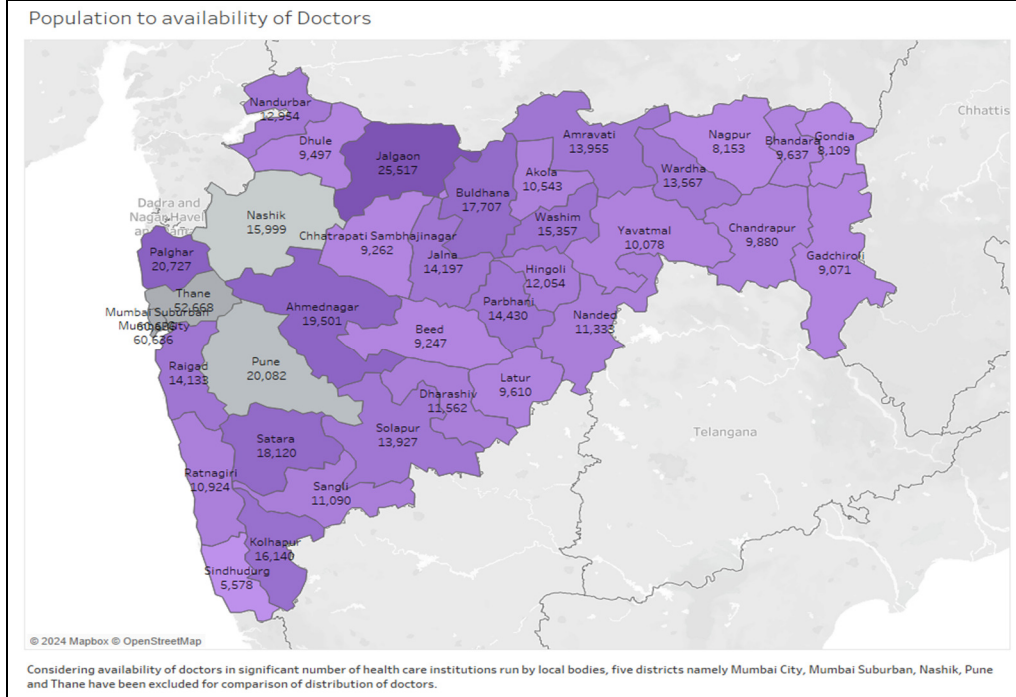 Population to availability of Doctors
Nandurbar
12,954
Dhule
9,497
Jalgaon
25,517
Buldhana
17,707
Akola
10,543
Amravati
13,955
Wardha
13,567
Nagpur
8,153
Bhandara
9,637
Gondia
8,109
Chhattis
Dadra and
Nagar Havel
Nashik
15,999
Chhatrapati Sambhajinagar
9,262
Jalna
14,197
Washim
15,357
Yavatmal
10,078
Chandrapur
9,880
Gadchiroli
9,071
Palghar
20,727
Thane
52,668
Mumbai Suburban
60,636
Ahmednagar
19,501
Hingoli
12,054
Parbhani
14,430
Nanded
11,333
Beed
9,247
Raigad
14,133
Pune
20,082
Latur
9,610
Dharashiv
11,562
Solapur
13,927
Satara
18,120
Telangana
Ratnagiri
10,924
Sangli
11,090
Kolhapur
16,140
Sindhudurg
5,578
© 2024 Mapbox © OpenStreetMap
Considering availability of doctors in significant number of health care institutions run by local bodies, five districts namely Mumbai City, Mumbai Suburban, Nashik, Pune
and Thane have been excluded for comparison of distribution of doctors.